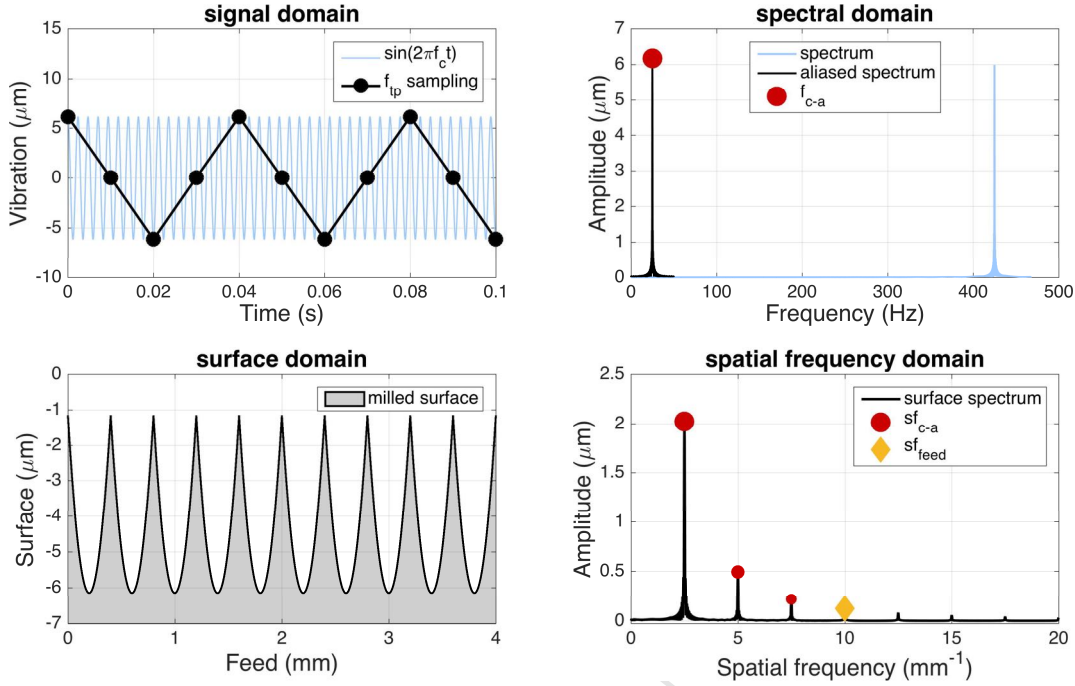 signal domain
15
10
5
0
-5
-10
Vibration (μm)
sin(2πf_c t)
f_tp sampling
0
0.02
0.04
0.06
0.08
0.1
Time (s)
spectral domain
7
6
5
4
3
2
1
0
Amplitude (μm)
spectrum
aliased spectrum
f_c-a
0
100
200
300
400
500
Frequency (Hz)
surface domain
0
-1
-2
-3
-4
-5
-6
-7
Surface (μm)
milled surface
0
1
2
3
4
Feed (mm)
spatial frequency domain
2.5
2
1.5
1
0.5
0
Amplitude (μm)
surface spectrum
sf_c-a
sf_feed
0
5
10
15
20
Spatial frequency (mm⁻¹)